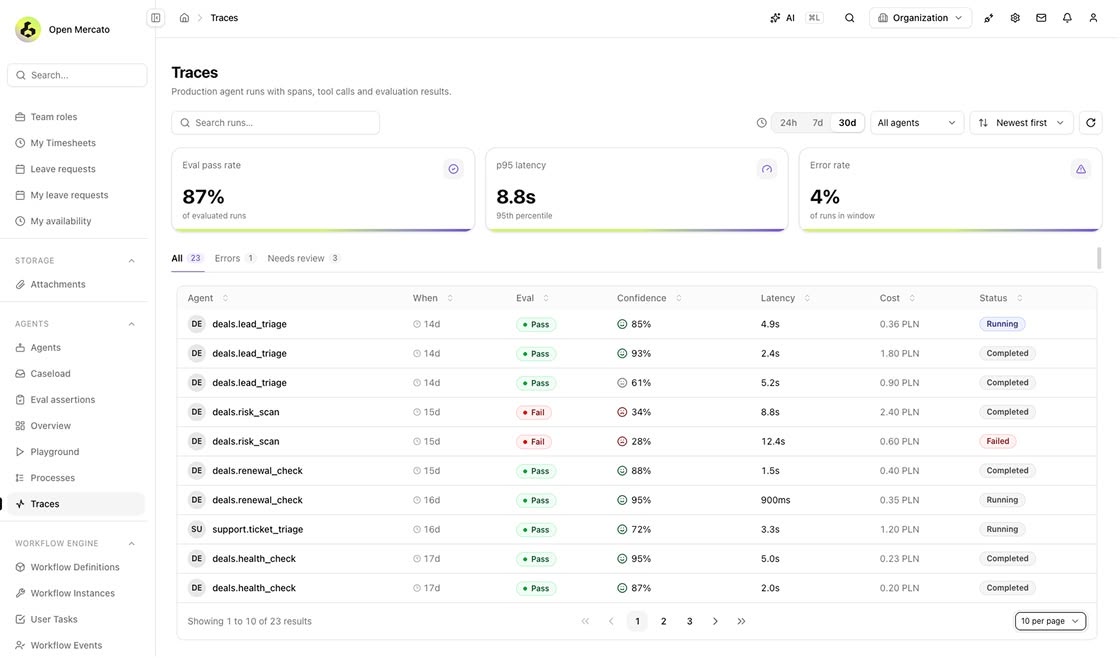 Open Mercato
Traces
AI ⌘L
Organization
Search...
Team roles
My Timesheets
Leave requests
My leave requests
My availability
STORAGE
Attachments
AGENTS
Agents
Caseload
Eval assertions
Overview
Playground
Processes
Traces
WORKFLOW ENGINE
Workflow Definitions
Workflow Instances
User Tasks
Workflow Events
Traces
Production agent runs with spans, tool calls and evaluation results.
Search runs... 24h 7d 30d All agents Newest first
Eval pass rate
87%
of evaluated runs
p95 latency
8.8s
95th percentile
Error rate
4%
of runs in window
All 23 Errors 1 Needs review 3
Agent When Eval Confidence Latency Cost Status
DE deals.lead_triage 14d Pass 85% 4.9s 0.36 PLN Running
DE deals.lead_triage 14d Pass 93% 2.4s 1.80 PLN Completed
DE deals.lead_triage 14d Pass 61% 5.2s 0.90 PLN Completed
DE deals.risk_scan 15d Fail 34% 8.8s 2.40 PLN Completed
DE deals.risk_scan 15d Fail 28% 12.4s 0.60 PLN Failed
DE deals.renewal_check 15d Pass 88% 1.5s 0.40 PLN Completed
DE deals.renewal_check 16d Pass 95% 900ms 0.35 PLN Running
SU support.ticket_triage 16d Pass 72% 3.3s 1.20 PLN Running
DE deals.health_check 17d Pass 95% 5.0s 0.23 PLN Completed
DE deals.health_check 17d Pass 87% 2.0s 0.20 PLN Completed
Showing 1 to 10 of 23 results 1 2 3 10 per page